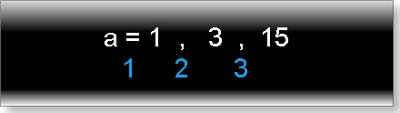 a = 1 , 3 , 15
1 2 3